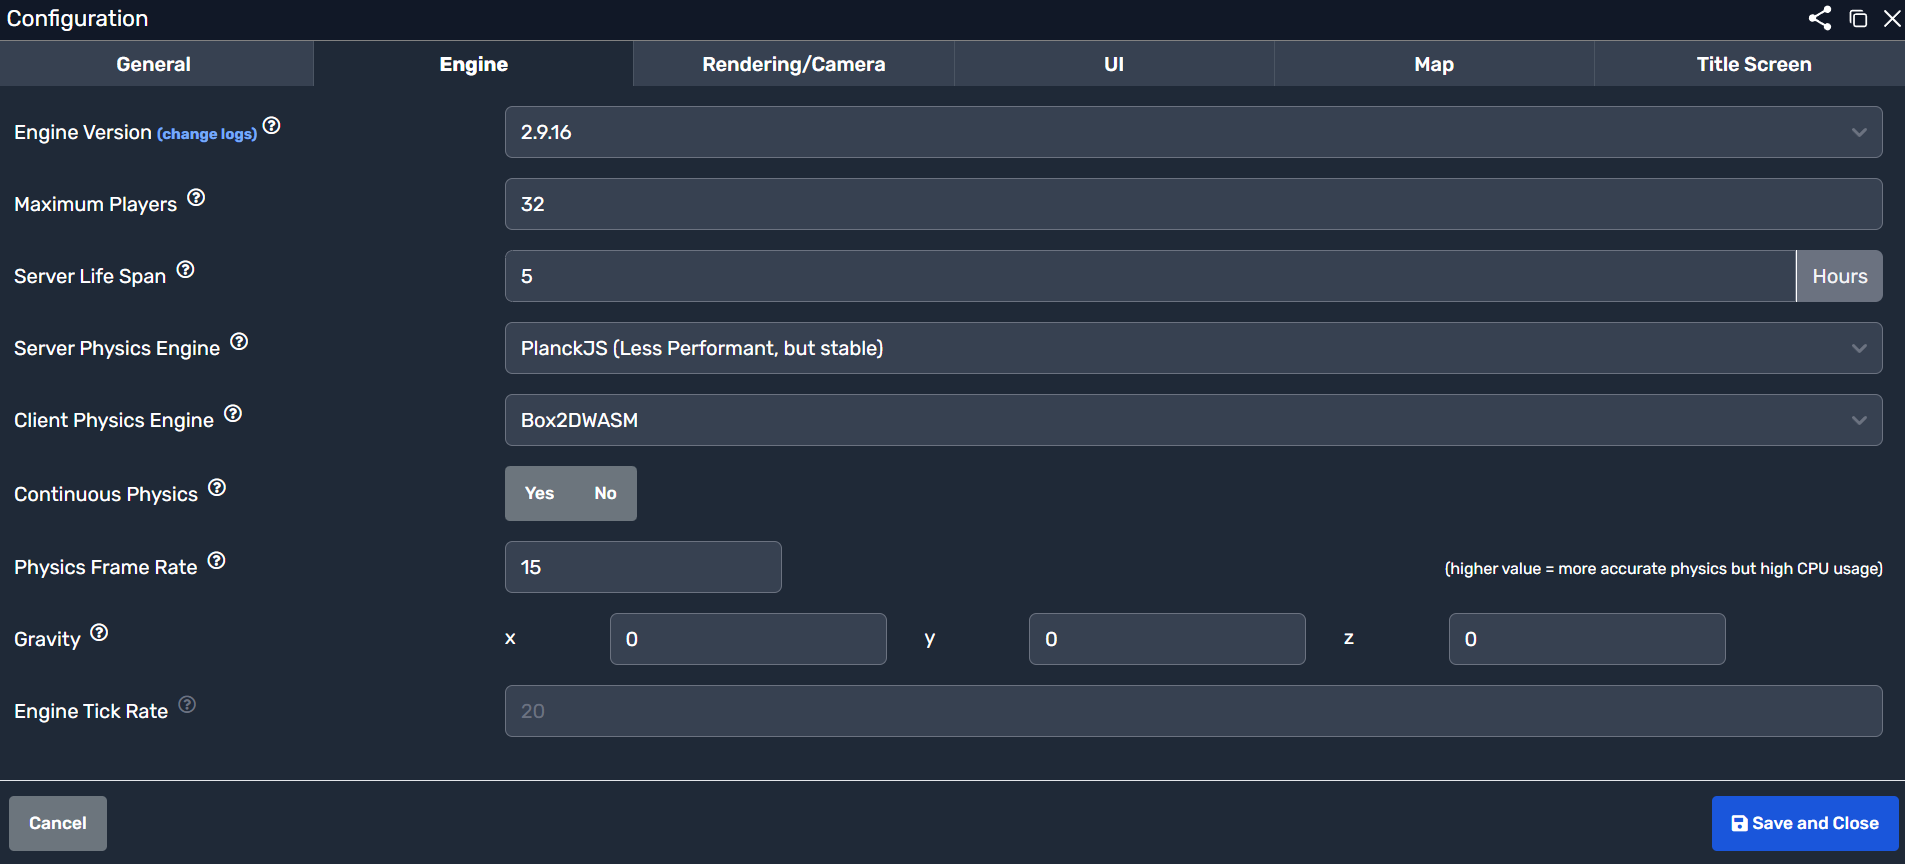 Configuration
General Engine Rendering/Camera UI Map Title Screen
Engine Version (change logs) 2.9.16
Maximum Players 32
Server Life Span 5 Hours
Server Physics Engine PlanckJS (Less Performant, but stable)
Client Physics Engine Box2DWASM
Continuous Physics Yes No
Physics Frame Rate 15 (higher value = more accurate physics but high CPU usage)
Gravity x 0 y 0 z 0
Engine Tick Rate 20
Cancel Save and Close